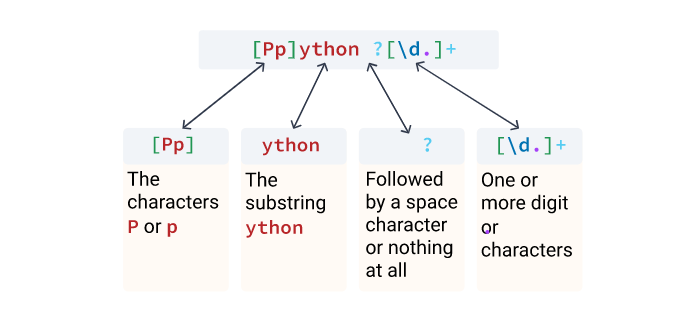 [Pp]ython ?[\d.]+
[Pp]
The
characters
P or p
ython
The
substring
ython
?
Followed
by a space
character
or nothing
at all
[\d.]+
One or
more digit
or
.
characters